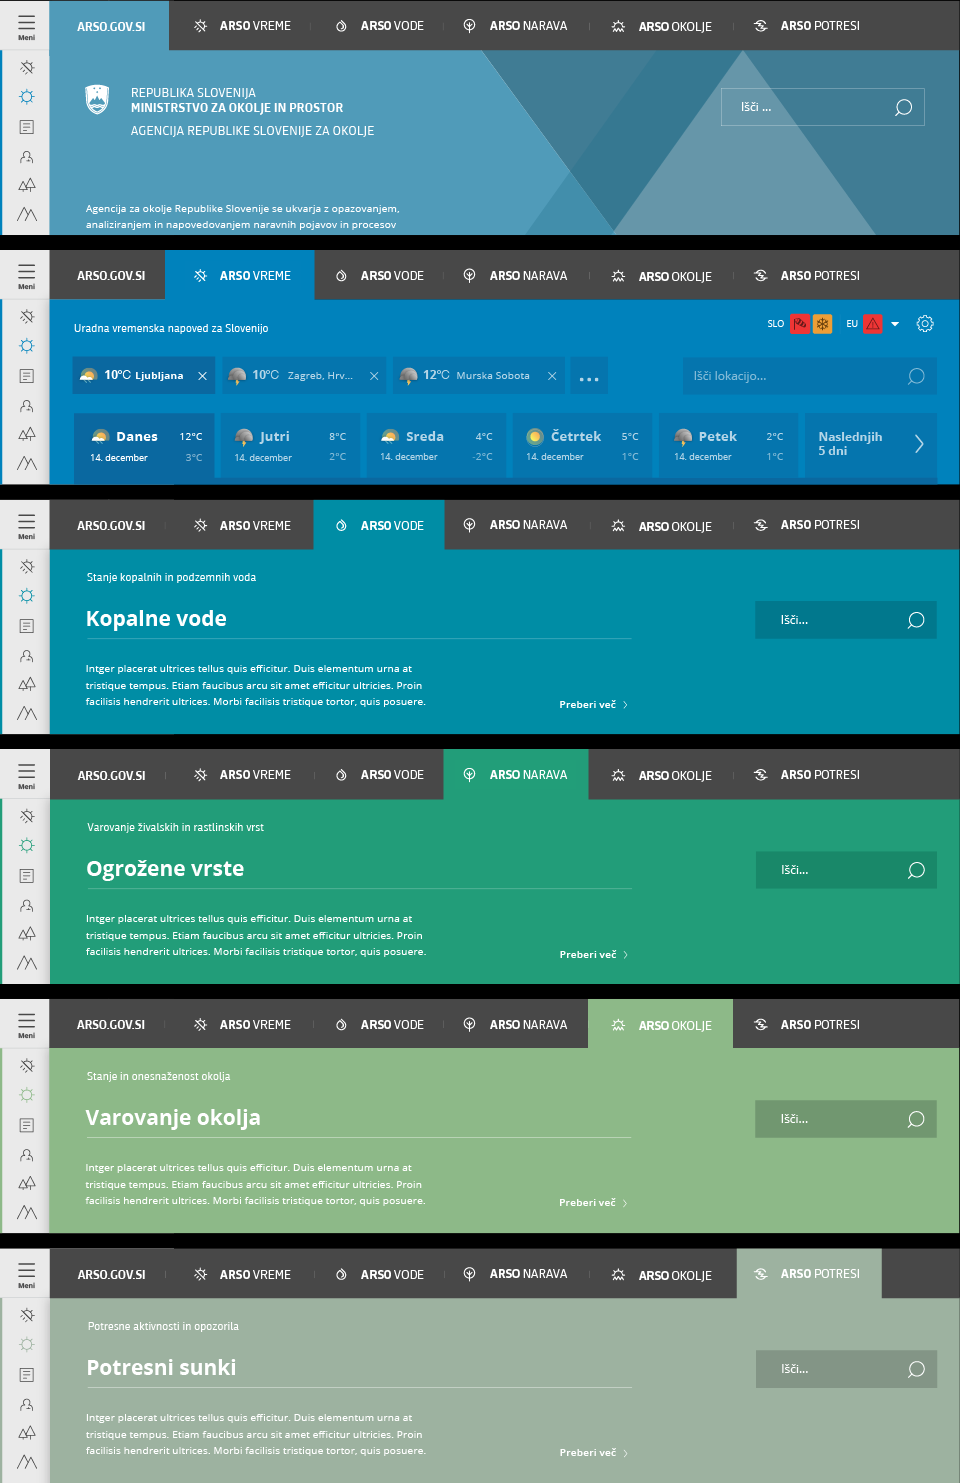 Meni
ARSO.GOV.SI
ARSO VREME
ARSO VODE
ARSO NARAVA
ARSO OKOLJE
ARSO POTRESI
REPUBLIKA SLOVENIJA
MINISTRSTVO ZA OKOLJE IN PROSTOR
AGENCIJA REPUBLIKE SLOVENIJE ZA OKOLJE
Išči ...
Agencija za okolje Republike Slovenije se ukvarja z opazovanjem,
analiziranjem in napovedovanjem naravnih pojavov in procesov
Meni
ARSO.GOV.SI
ARSO VREME
ARSO VODE
ARSO NARAVA
ARSO OKOLJE
ARSO POTRESI
Uradna vremenska napoved za Slovenijo
SLO
EU
10°C Ljubljana
10°C Zagreb, Hrv...
12°C Murska Sobota
...
Išči lokacijo...
Danes 12°C
14. december 3°C
Jutri 8°C
14. december 2°C
Sreda 4°C
14. december -2°C
Četrtek 5°C
14. december 1°C
Petek 2°C
14. december 1°C
Naslednjih
5 dni
Meni
ARSO.GOV.SI
ARSO VREME
ARSO VODE
ARSO NARAVA
ARSO OKOLJE
ARSO POTRESI
Stanje kopalnih in podzemnih voda
Kopalne vode
Išči...
Intger placerat ultrices tellus quis efficitur. Duis elementum urna at
tristique tempus. Etiam faucibus arcu sit amet efficitur ultricies. Proin
facilisis hendrerit ultrices. Morbi facilisis tristique tortor, quis posuere.
Preberi več
Meni
ARSO.GOV.SI
ARSO VREME
ARSO VODE
ARSO NARAVA
ARSO OKOLJE
ARSO POTRESI
Varovanje živalskih in rastlinskih vrst
Ogrožene vrste
Išči...
Intger placerat ultrices tellus quis efficitur. Duis elementum urna at
tristique tempus. Etiam faucibus arcu sit amet efficitur ultricies. Proin
facilisis hendrerit ultrices. Morbi facilisis tristique tortor, quis posuere.
Preberi več
Meni
ARSO.GOV.SI
ARSO VREME
ARSO VODE
ARSO NARAVA
ARSO OKOLJE
ARSO POTRESI
Stanje in onesnaženost okolja
Varovanje okolja
Išči...
Intger placerat ultrices tellus quis efficitur. Duis elementum urna at
tristique tempus. Etiam faucibus arcu sit amet efficitur ultricies. Proin
facilisis hendrerit ultrices. Morbi facilisis tristique tortor, quis posuere.
Preberi več
Meni
ARSO.GOV.SI
ARSO VREME
ARSO VODE
ARSO NARAVA
ARSO OKOLJE
ARSO POTRESI
Potresne aktivnosti in opozorila
Potresni sunki
Išči...
Intger placerat ultrices tellus quis efficitur. Duis elementum urna at
tristique tempus. Etiam faucibus arcu sit amet efficitur ultricies. Proin
facilisis hendrerit ultrices. Morbi facilisis tristique tortor, quis posuere.
Preberi več